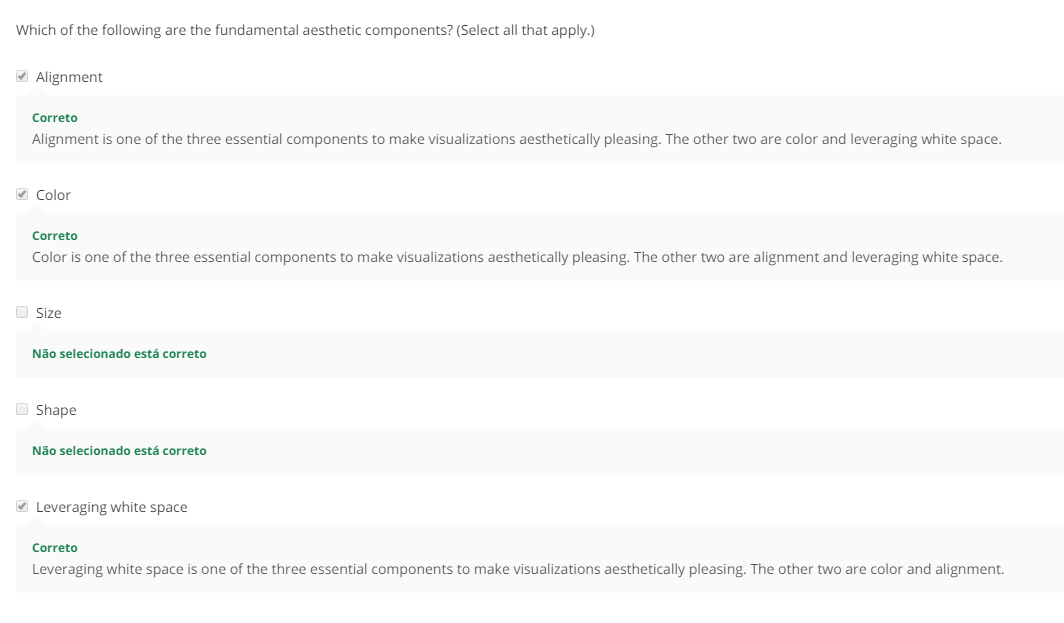 Which of the following are the fundamental aesthetic components? (Select all that apply.)
Alignment
Correto
Alignment is one of the three essential components to make visualizations aesthetically pleasing. The other two are color and leveraging white space.
Color
Correto
Color is one of the three essential components to make visualizations aesthetically pleasing. The other two are alignment and leveraging white space.
Size
Não selecionado está correto
Shape
Não selecionado está correto
Leveraging white space
Correto
Leveraging white space is one of the three essential components to make visualizations aesthetically pleasing. The other two are color and alignment.